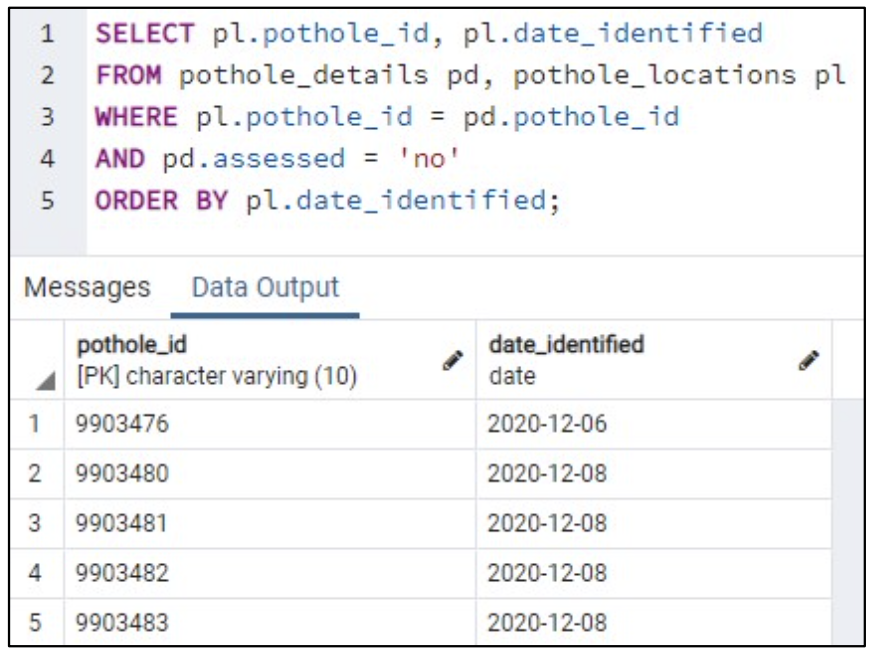 1 SELECT pl.pothole_id, pl.date_identified
2 FROM pothole_details pd, pothole_locations pl
3 WHERE pl.pothole_id = pd.pothole_id
4 AND pd.assessed = 'no'
5 ORDER BY pl.date_identified;
Messages Data Output
pothole_id date_identified
[PK] character varying (10) date
1 9903476 2020-12-06
2 9903480 2020-12-08
3 9903481 2020-12-08
4 9903482 2020-12-08
5 9903483 2020-12-08